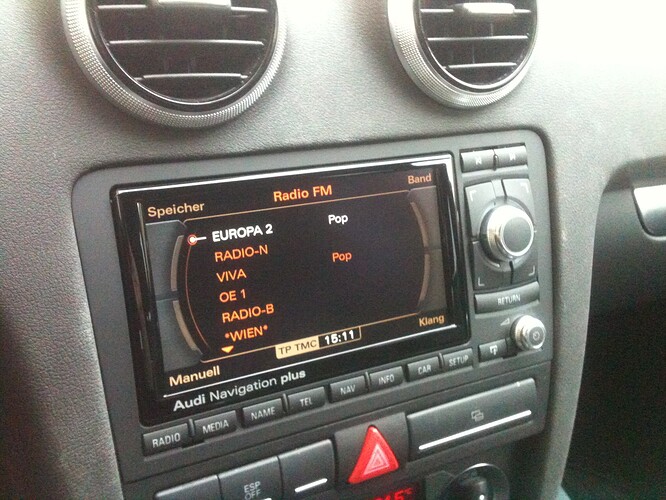 Radio FM
Speicher
Band
EUROPA 2 Pop
RADIO-N
VIVA Pop
OE 1
RADIO-B
*WIEN*
TP TMC 15:11
Klang
Manuell
Audi Navigation plus
RETURN
RADIO
MEDIA
NAME
TEL
NAV
INFO
CAR
SETUP
ESP
OFF